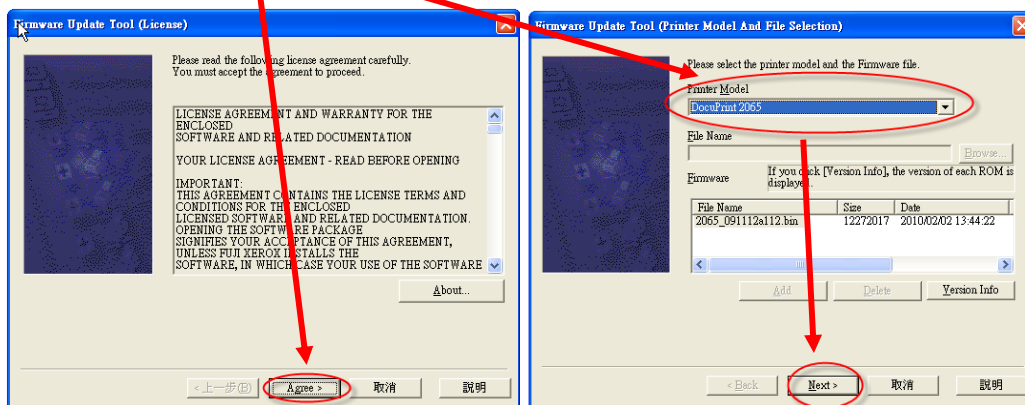 Firmware Update Tool (License)
Please read the following license agreement carefully.
You must accept the agreement to proceed.
LICENSE AGREEMENT AND WARRANTY FOR THE
ENCLOSED
SOFTWARE AND RELATED DOCUMENTATION
YOUR LICENSE AGREEMENT - READ BEFORE OPENING
IMPORTANT:
THIS AGREEMENT CONTAINS THE LICENSE TERMS AND
CONDITIONS FOR THE ENCLOSED
LICENSED SOFTWARE AND RELATED DOCUMENTATION.
OPENING THE SOFTWARE PACKAGE
SIGNIFIES YOUR ACCEPTANCE OF THIS AGREEMENT,
UNLESS FUJI XEROX INSTALLS THE
SOFTWARE, IN WHICH CASE YOUR USE OF THE SOFTWARE
About...
<上一步(B)
Agree >
取消
說明
Firmware Update Tool (Printer Model And File Selection)
Please select the printer model and the Firmware file.
Printer Model
DocuPrint 2065
File Name
Browse...
Firmware
If you click [Version Info], the version of each ROM is
displayed.
File Name Size Date
2065_091112a112.bin 12272017 2010/02/02 13:44:22
Add
Delete
Version Info
< Back
Next >
取消
說明